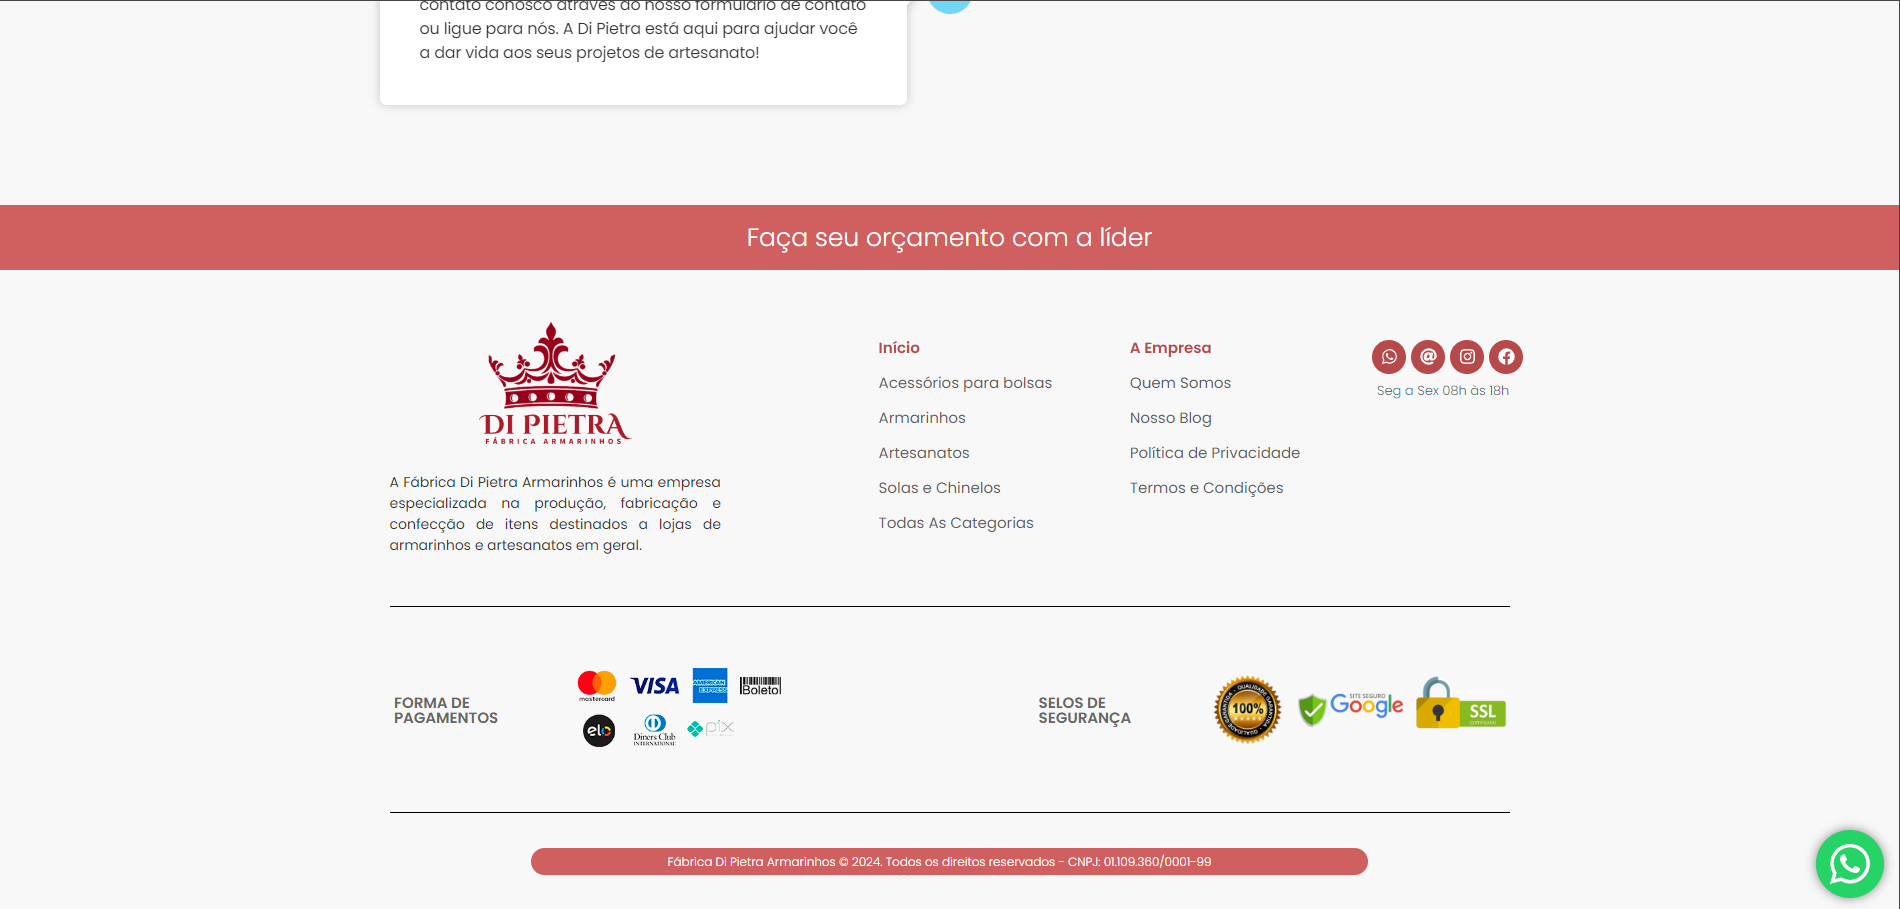 contato conosco através do nosso formulário de contato
ou ligue para nós. A Di Pietra está aqui para ajudar você
a dar vida aos seus projetos de artesanato!
Faça seu orçamento com a líder
DI PIETRA
FÁBRICA ARMARINHOS
A Fábrica Di Pietra Armarinhos é uma empresa
especializada na produção, fabricação e
confecção de itens destinados a lojas de
armarinhos e artesanatos em geral.
Início
Acessórios para bolsas
Armarinhos
Artesanatos
Solas e Chinelos
Todas As Categorias
A Empresa
Quem Somos
Nosso Blog
Política de Privacidade
Termos e Condições
Seg a Sex 08h às 18h
FORMA DE
PAGAMENTOS
mastercard
VISA
AMERICAN
EXPRESS
Boleto
elo
Diners Club
INTERNATIONAL
pix
SELOS DE
SEGURANÇA
100%
SITE SEGURO
Google
SSL
Fábrica Di Pietra Armarinhos © 2024. Todos os direitos reservados - CNPJ: 01.109.360/0001-99